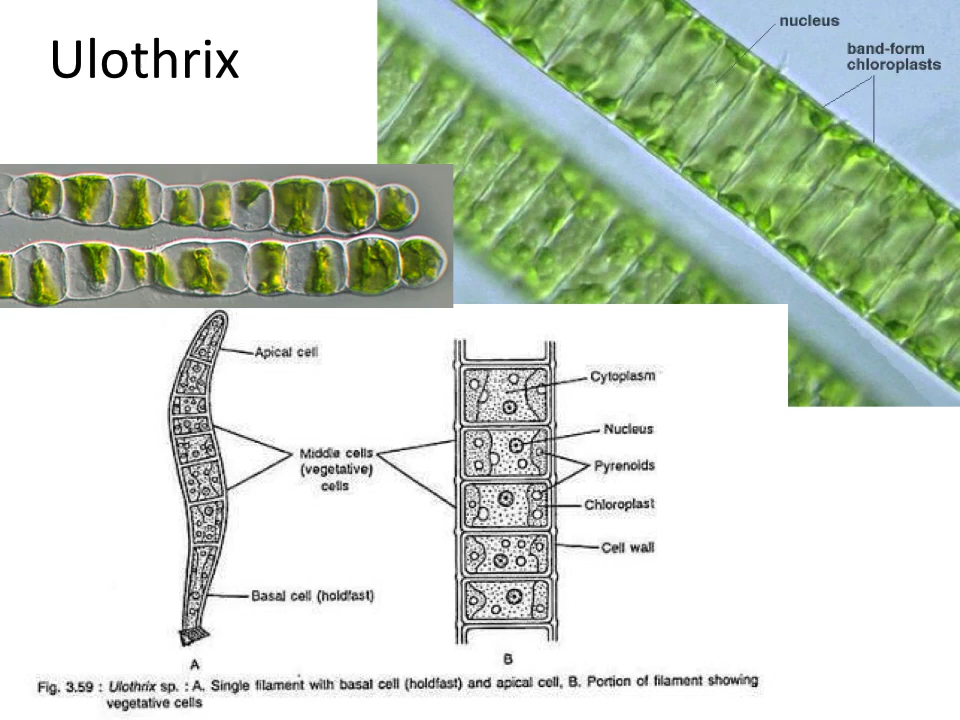 Ulothrix
nucleus
band-form
chloroplasts
Apical cell
Middle cells
(vegetative)
cells
Basal cell (holdfast)
Cytoplasm
Nucleus
Pyrenoids
Chloroplast
Cell wall
A
B
Fig. 3.59 : Ulothrix sp. : A. Single filament with basal cell (holdfast) and apical cell, B. Portion of filament showing
vegetative cells